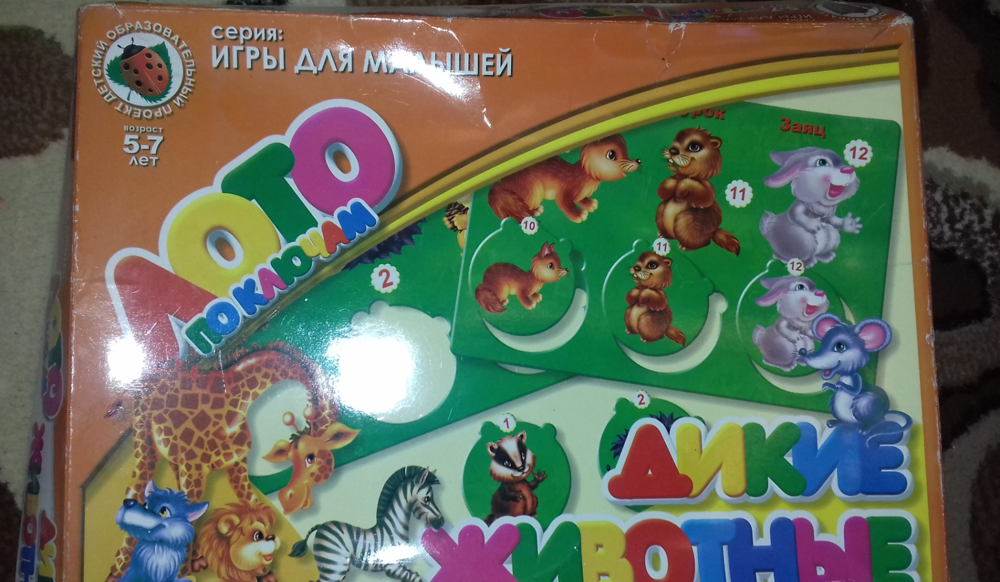 ДЕТСКИЙ ОБРАЗОВАТЕЛЬНЫЙ ПРОЕКТ
серия:
ИГРЫ ДЛЯ МАЛЫШЕЙ
возраст
5-7
лет
ЛОТО
ПО КЛЮЧАМ
Заяц
12
11
10
11
12
2
2
1
ДИКИЕ
ЖИВОТНЫЕ